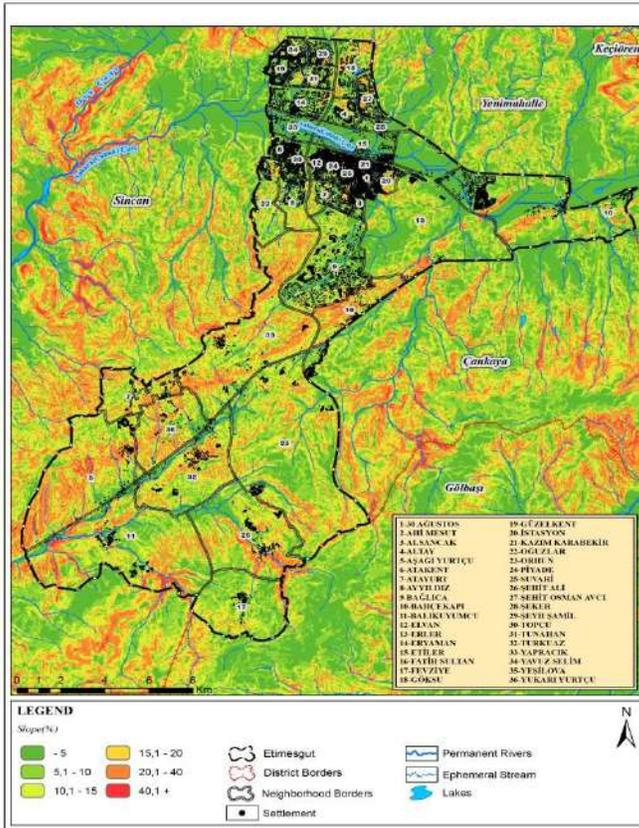 Keçiören
Yenimahalle
Sincan
Çankaya
Gölbaşı
1-30 AĞUSTOS
2-AHİ MESUT
3-ALSANCAK
4-ALTAY
5-AŞAĞI YURTÇU
6-ATAKENT
7-ATAYURT
8-AYYILDIZ
9-BAĞLICA
10-BAHÇEKAPI
11-BALIKUYUMCU
12-ELVAN
13-ERLER
14-ERYAMAN
15-ETİLER
16-FATİH SULTAN
17-FEVZİYE
18-GÖKSU
19-GÜZELKENT
20-İSTASYON
21-KAZIM KARABEKİR
22-OĞUZLAR
23-ORHUN
24-PİYADE
25-SUVARİ
26-ŞEHİT ALİ
27-ŞEHİT OSMAN AVCI
28-ŞEKER
29-ŞEYH ŞAMİL
30-TOPÇU
31-TUNAHAN
32-TURKUAZ
33-YAPRACIK
34-YAVUZ SELİM
35-YEŞİLOVA
36-YUKARI YURTÇU
Km
LEGEND
Slope(%)
- 5
5,1 - 10
10,1 - 15
15,1 - 20
20,1 - 40
40,1 +
Etimesgut
District Borders
Neighborhood Borders
Settlement
Permanent Rivers
Ephemeral Stream
Lakes
N